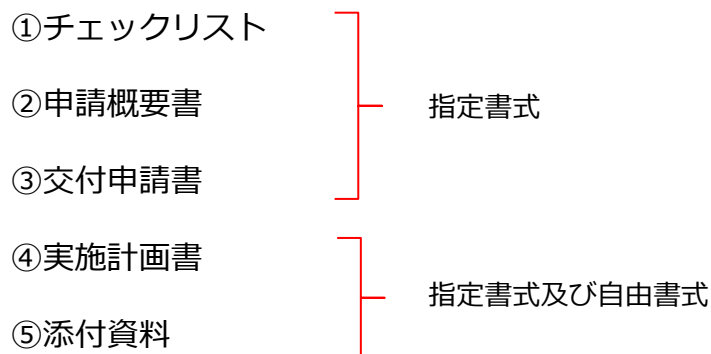 ①チェックリスト
②申請概要書
指定書式
③交付申請書
④実施計画書
指定書式及び自由書式
⑤添付資料